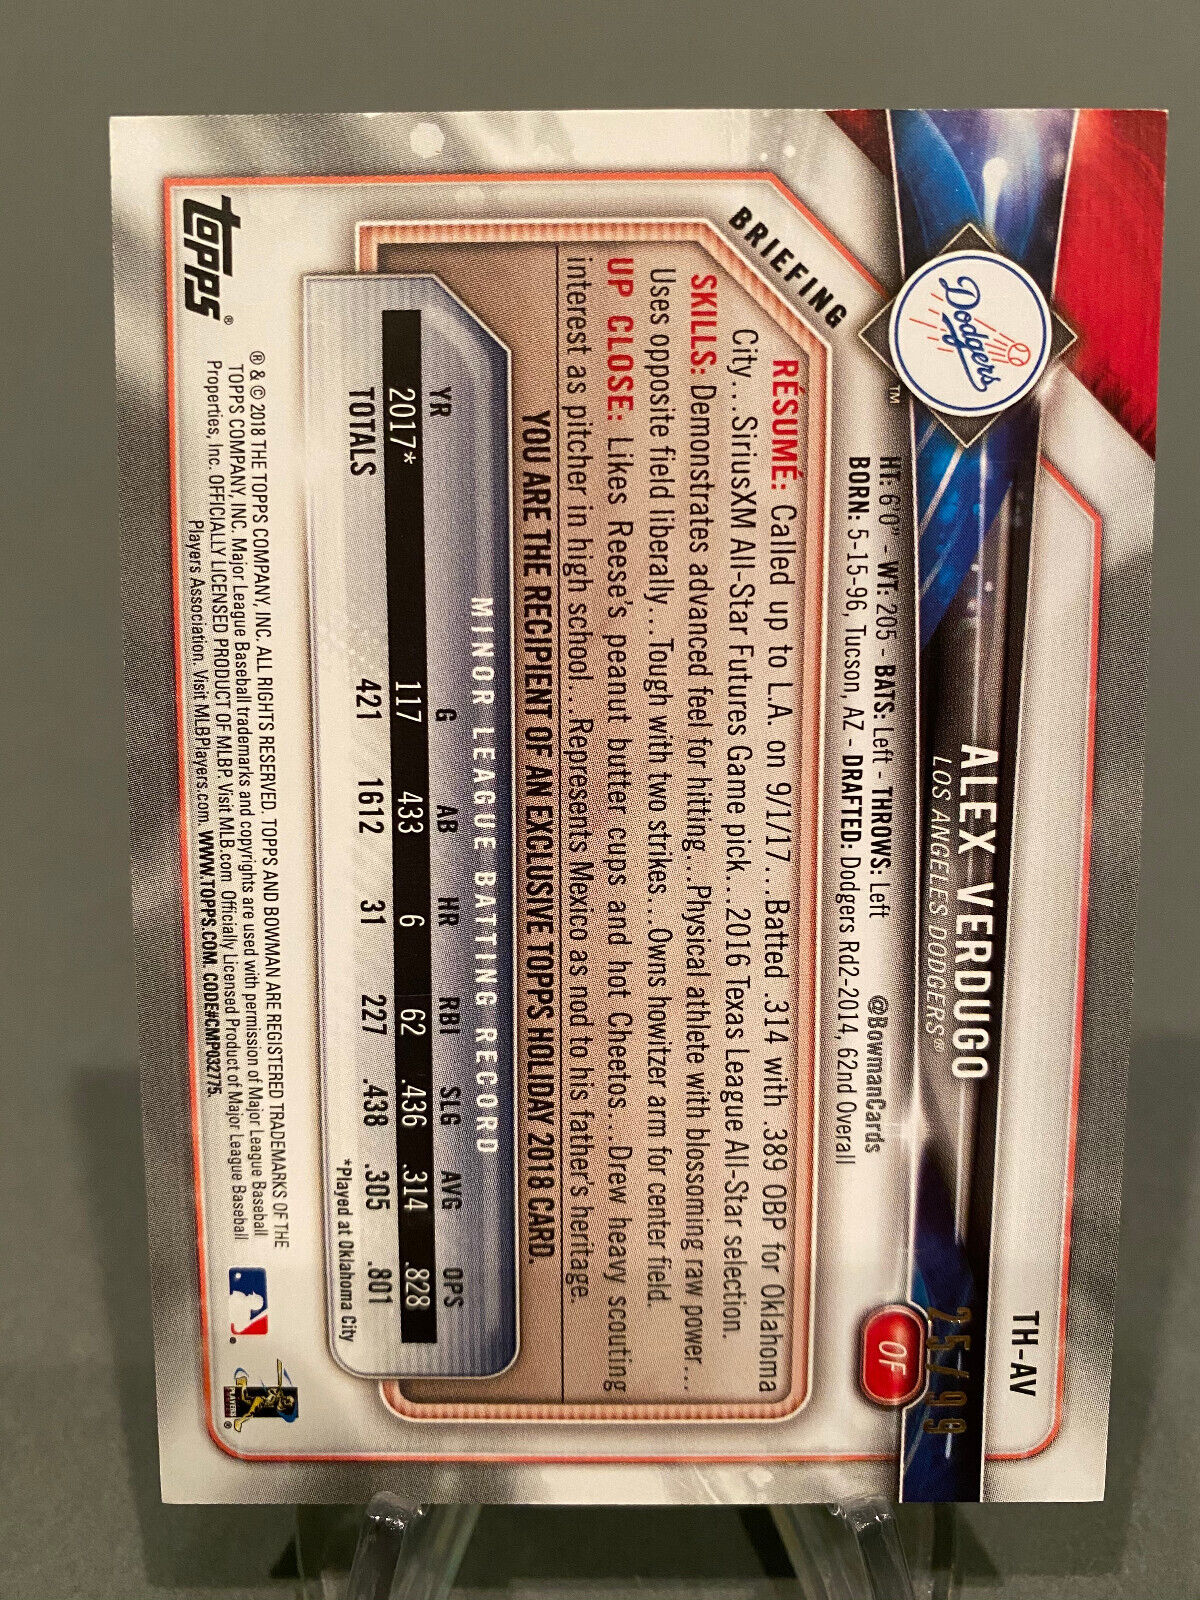 TH-AV
25/99
ALEX VERDUGO
LOS ANGELES DODGERS®
OF
Dodgers
TM
HT: 6'0" - WT: 205 - BATS: Left - THROWS: Left @BowmanCards
BORN: 5-15-96, Tucson, AZ - DRAFTED: Dodgers Rd2-2014, 62nd Overall
BRIEFING
RÉSUMÉ: Called up to L.A. on 9/1/17...Batted .314 with .389 OBP for Oklahoma
City...SiriusXM All-Star Futures Game pick...2016 Texas League All-Star selection.
SKILLS: Demonstrates advanced feel for hitting...Physical athlete with blossoming raw power...
Uses opposite field liberally...Tough with two strikes...Owns howitzer arm for center field.
UP CLOSE: Likes Reese's peanut butter cups and hot Cheetos...Drew heavy scouting
interest as pitcher in high school...Represents Mexico as nod to his father's heritage.
YOU ARE THE RECIPIENT OF AN EXCLUSIVE TOPPS HOLIDAY 2018 CARD.
MINOR LEAGUE BATTING RECORD
YR G AB HR RBI SLG AVG OPS
2017* 117 433 6 62 .436 .314 .828
TOTALS 421 1612 31 227 .438 .305 .801
*Played at Oklahoma City
topps®
® & © 2018 THE TOPPS COMPANY, INC. ALL RIGHTS RESERVED. TOPPS AND BOWMAN ARE REGISTERED TRADEMARKS OF THE
TOPPS COMPANY, INC. Major League Baseball trademarks and copyrights are used with permission of Major League Baseball
Properties, Inc. OFFICIALLY LICENSED PRODUCT OF MLBP. Visit MLB.com. Officially Licensed Product of Major League Baseball
Players Association. Visit MLBPlayers.com. WWW.TOPPS.COM. CODE#CMP032775.
PLAYERS
®